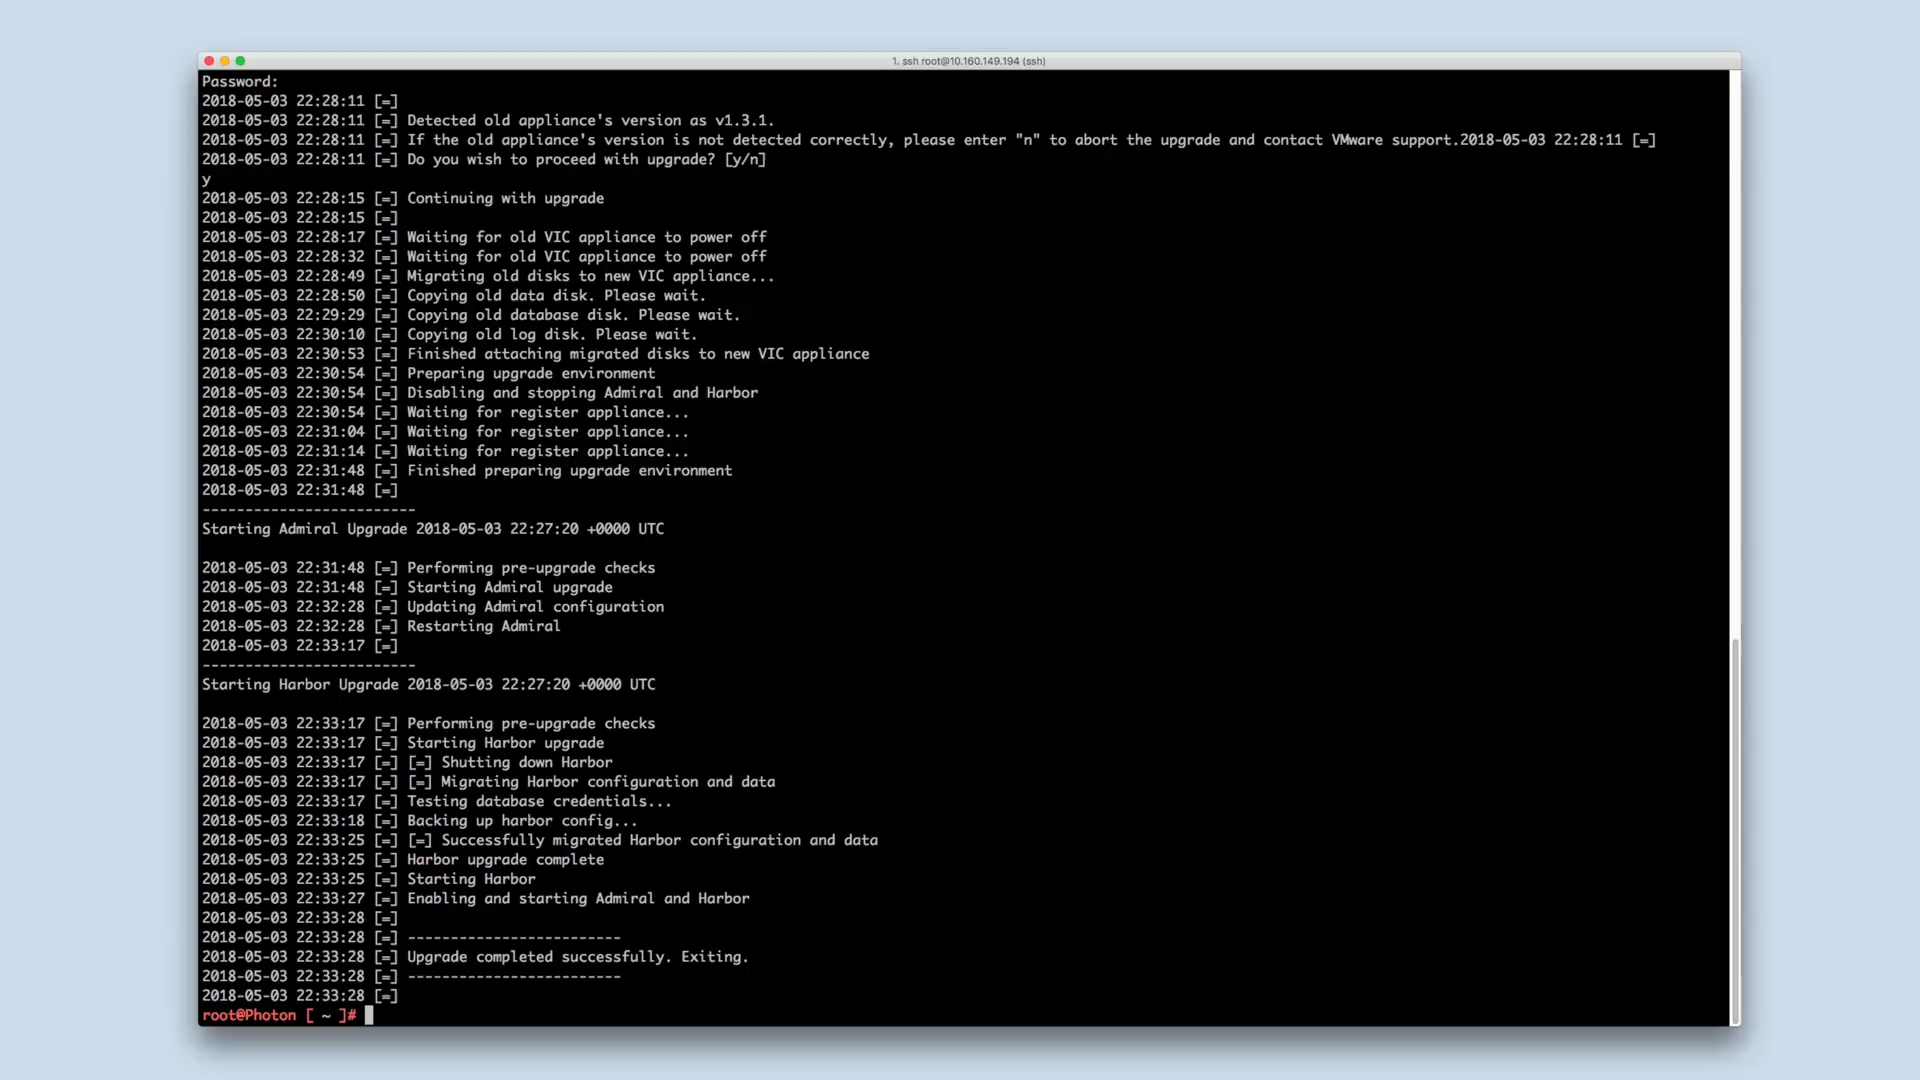 1. ssh root@10.160.149.194 (ssh)
Password:
2018-05-03 22:28:11 [=]
2018-05-03 22:28:11 [=] Detected old appliance's version as v1.3.1.
2018-05-03 22:28:11 [=] If the old appliance's version is not detected correctly, please enter "n" to abort the upgrade and contact VMware support.2018-05-03 22:28:11 [=]
2018-05-03 22:28:11 [=] Do you wish to proceed with upgrade? [y/n]
y
2018-05-03 22:28:15 [=] Continuing with upgrade
2018-05-03 22:28:15 [=]
2018-05-03 22:28:17 [=] Waiting for old VIC appliance to power off
2018-05-03 22:28:32 [=] Waiting for old VIC appliance to power off
2018-05-03 22:28:49 [=] Migrating old disks to new VIC appliance...
2018-05-03 22:28:50 [=] Copying old data disk. Please wait.
2018-05-03 22:29:29 [=] Copying old database disk. Please wait.
2018-05-03 22:30:10 [=] Copying old log disk. Please wait.
2018-05-03 22:30:53 [=] Finished attaching migrated disks to new VIC appliance
2018-05-03 22:30:54 [=] Preparing upgrade environment
2018-05-03 22:30:54 [=] Disabling and stopping Admiral and Harbor
2018-05-03 22:30:54 [=] Waiting for register appliance...
2018-05-03 22:31:04 [=] Waiting for register appliance...
2018-05-03 22:31:14 [=] Waiting for register appliance...
2018-05-03 22:31:48 [=] Finished preparing upgrade environment
2018-05-03 22:31:48 [=]
-------------------------
Starting Admiral Upgrade 2018-05-03 22:27:20 +0000 UTC
2018-05-03 22:31:48 [=] Performing pre-upgrade checks
2018-05-03 22:31:48 [=] Starting Admiral upgrade
2018-05-03 22:32:28 [=] Updating Admiral configuration
2018-05-03 22:32:28 [=] Restarting Admiral
2018-05-03 22:33:17 [=]
-------------------------
Starting Harbor Upgrade 2018-05-03 22:27:20 +0000 UTC
2018-05-03 22:33:17 [=] Performing pre-upgrade checks
2018-05-03 22:33:17 [=] Starting Harbor upgrade
2018-05-03 22:33:17 [=] [=] Shutting down Harbor
2018-05-03 22:33:17 [=] [=] Migrating Harbor configuration and data
2018-05-03 22:33:17 [=] Testing database credentials...
2018-05-03 22:33:18 [=] Backing up harbor config...
2018-05-03 22:33:25 [=] [=] Successfully migrated Harbor configuration and data
2018-05-03 22:33:25 [=] Harbor upgrade complete
2018-05-03 22:33:25 [=] Starting Harbor
2018-05-03 22:33:27 [=] Enabling and starting Admiral and Harbor
2018-05-03 22:33:28 [=]
2018-05-03 22:33:28 [=] -------------------------
2018-05-03 22:33:28 [=] Upgrade completed successfully. Exiting.
2018-05-03 22:33:28 [=] -------------------------
2018-05-03 22:33:28 [=]
root@Photon [ ~ ]#